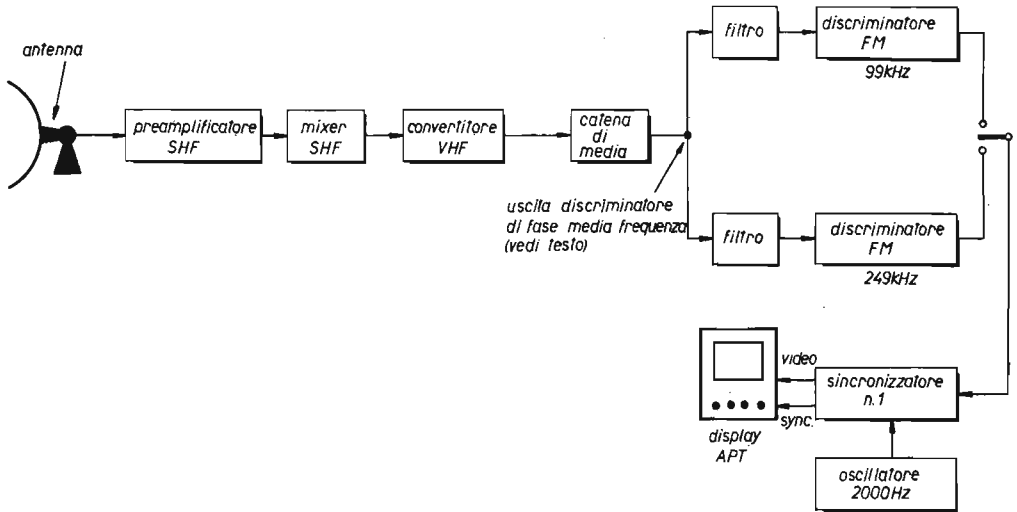 antenna
preamplificatore
SHF
mixer
SHF
convertitore
VHF
catena
di
media
uscita discriminatore
di fase media frequenza
(vedi testo)
filtro
discriminatore
FM
99kHz
filtro
discriminatore
FM
249kHz
video
sync.
display
APT
sincronizzatore
n.1
oscillatore
2000Hz